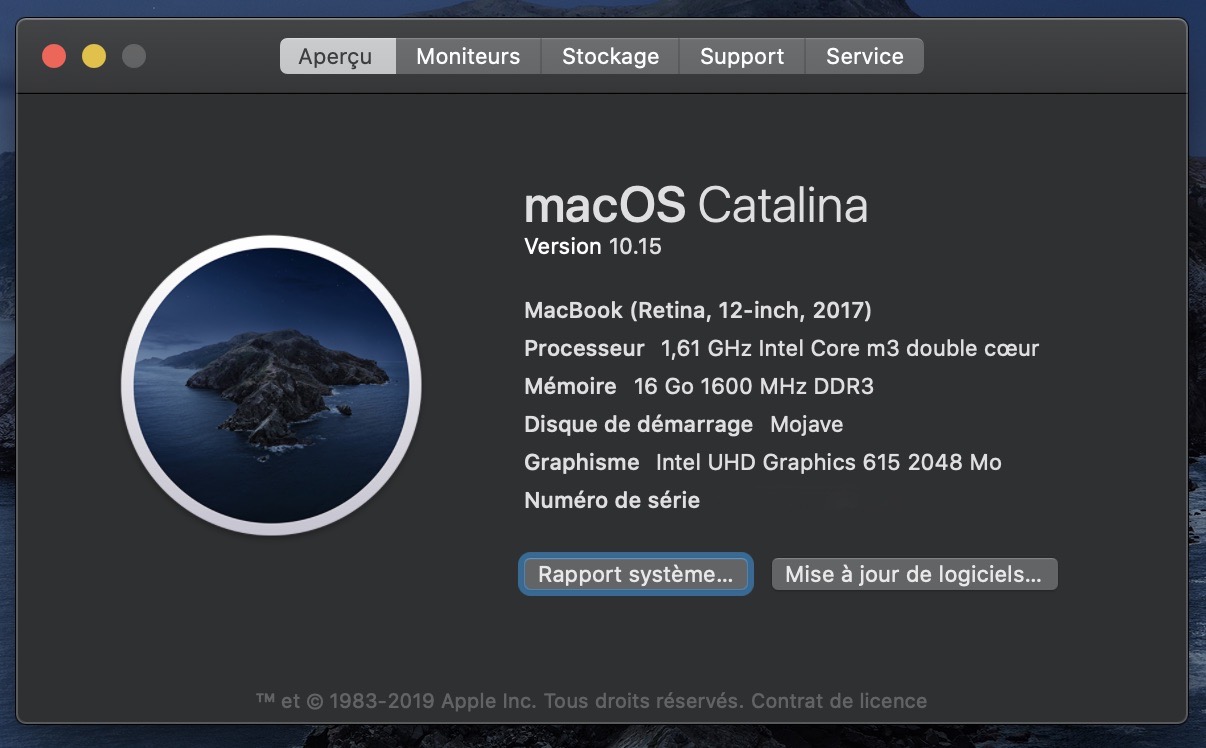 Aperçu Moniteurs Stockage Support Service
macOS Catalina
Version 10.15
MacBook (Retina, 12-inch, 2017)
Processeur 1,61 GHz Intel Core m3 double cœur
Mémoire 16 Go 1600 MHz DDR3
Disque de démarrage Mojave
Graphisme Intel UHD Graphics 615 2048 Mo
Numéro de série
Rapport système... Mise à jour de logiciels...
™ et © 1983-2019 Apple Inc. Tous droits réservés. Contrat de licence